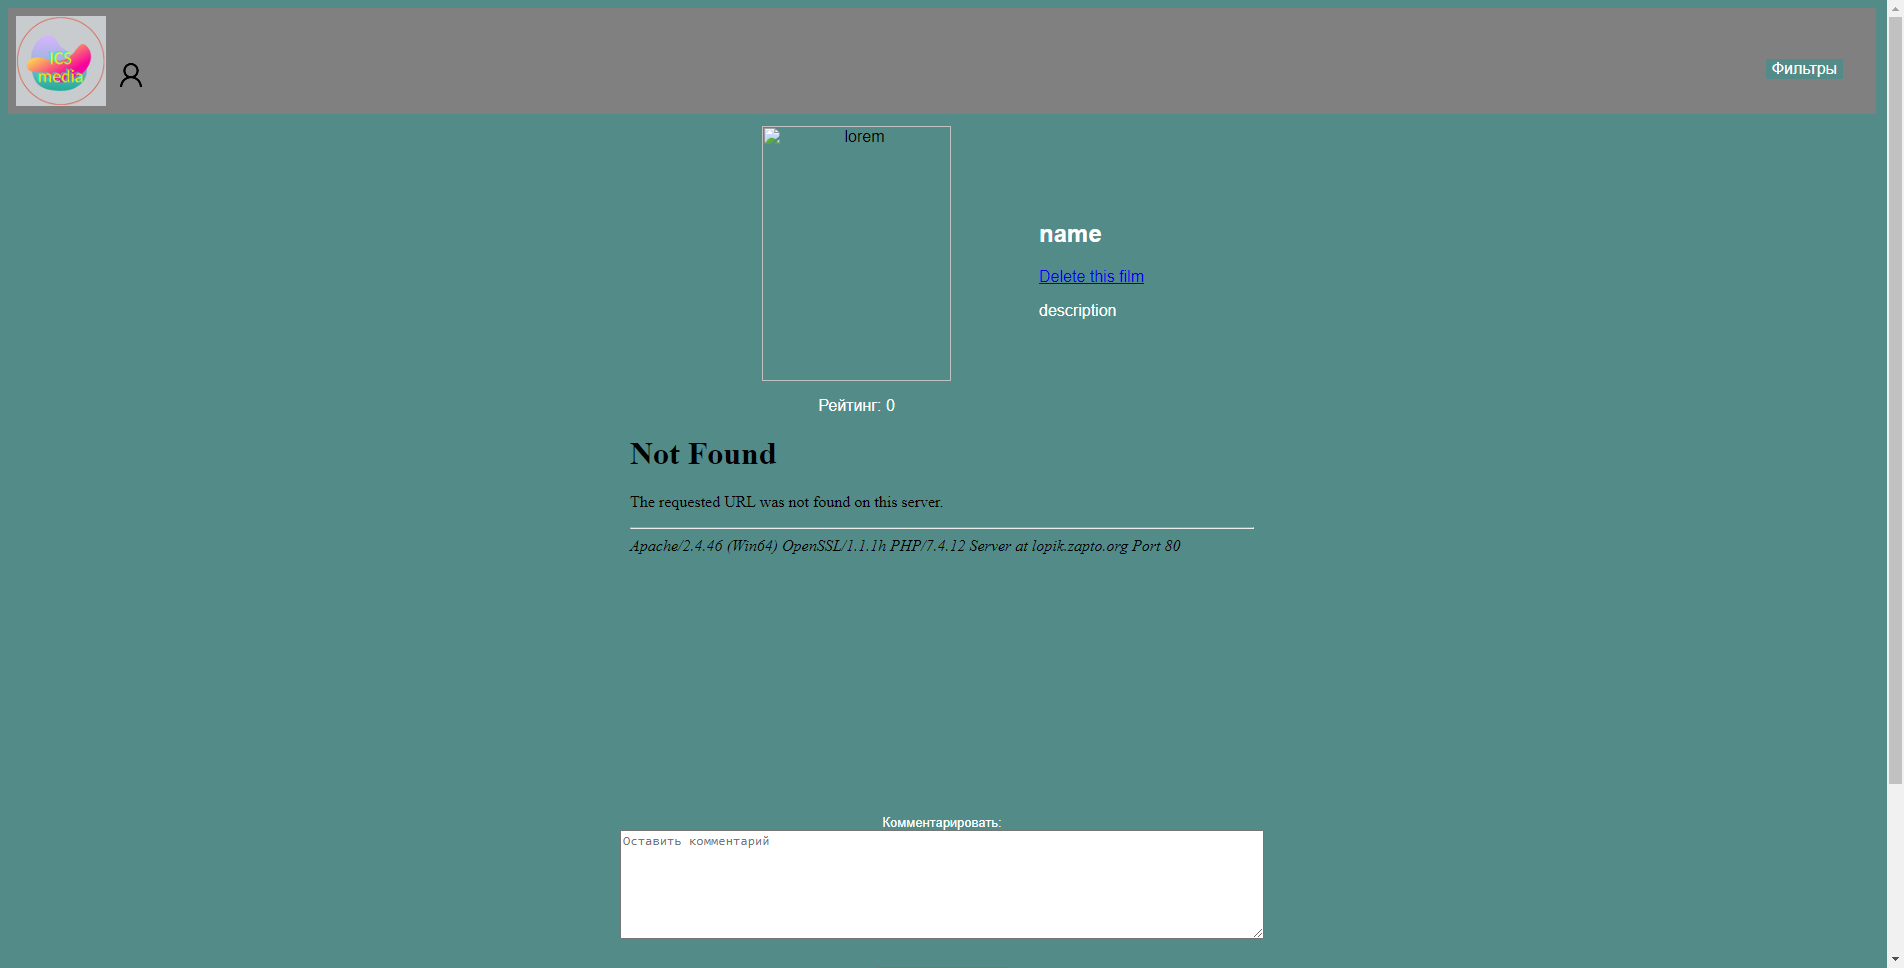 ICS
media
Фильтры
lorem
name
Delete this film
description
Рейтинг: 0
Not Found
The requested URL was not found on this server.
Apache/2.4.46 (Win64) OpenSSL/1.1.1h PHP/7.4.12 Server at lopik.zapto.org Port 80
Комментировать:
Оставить комментарий